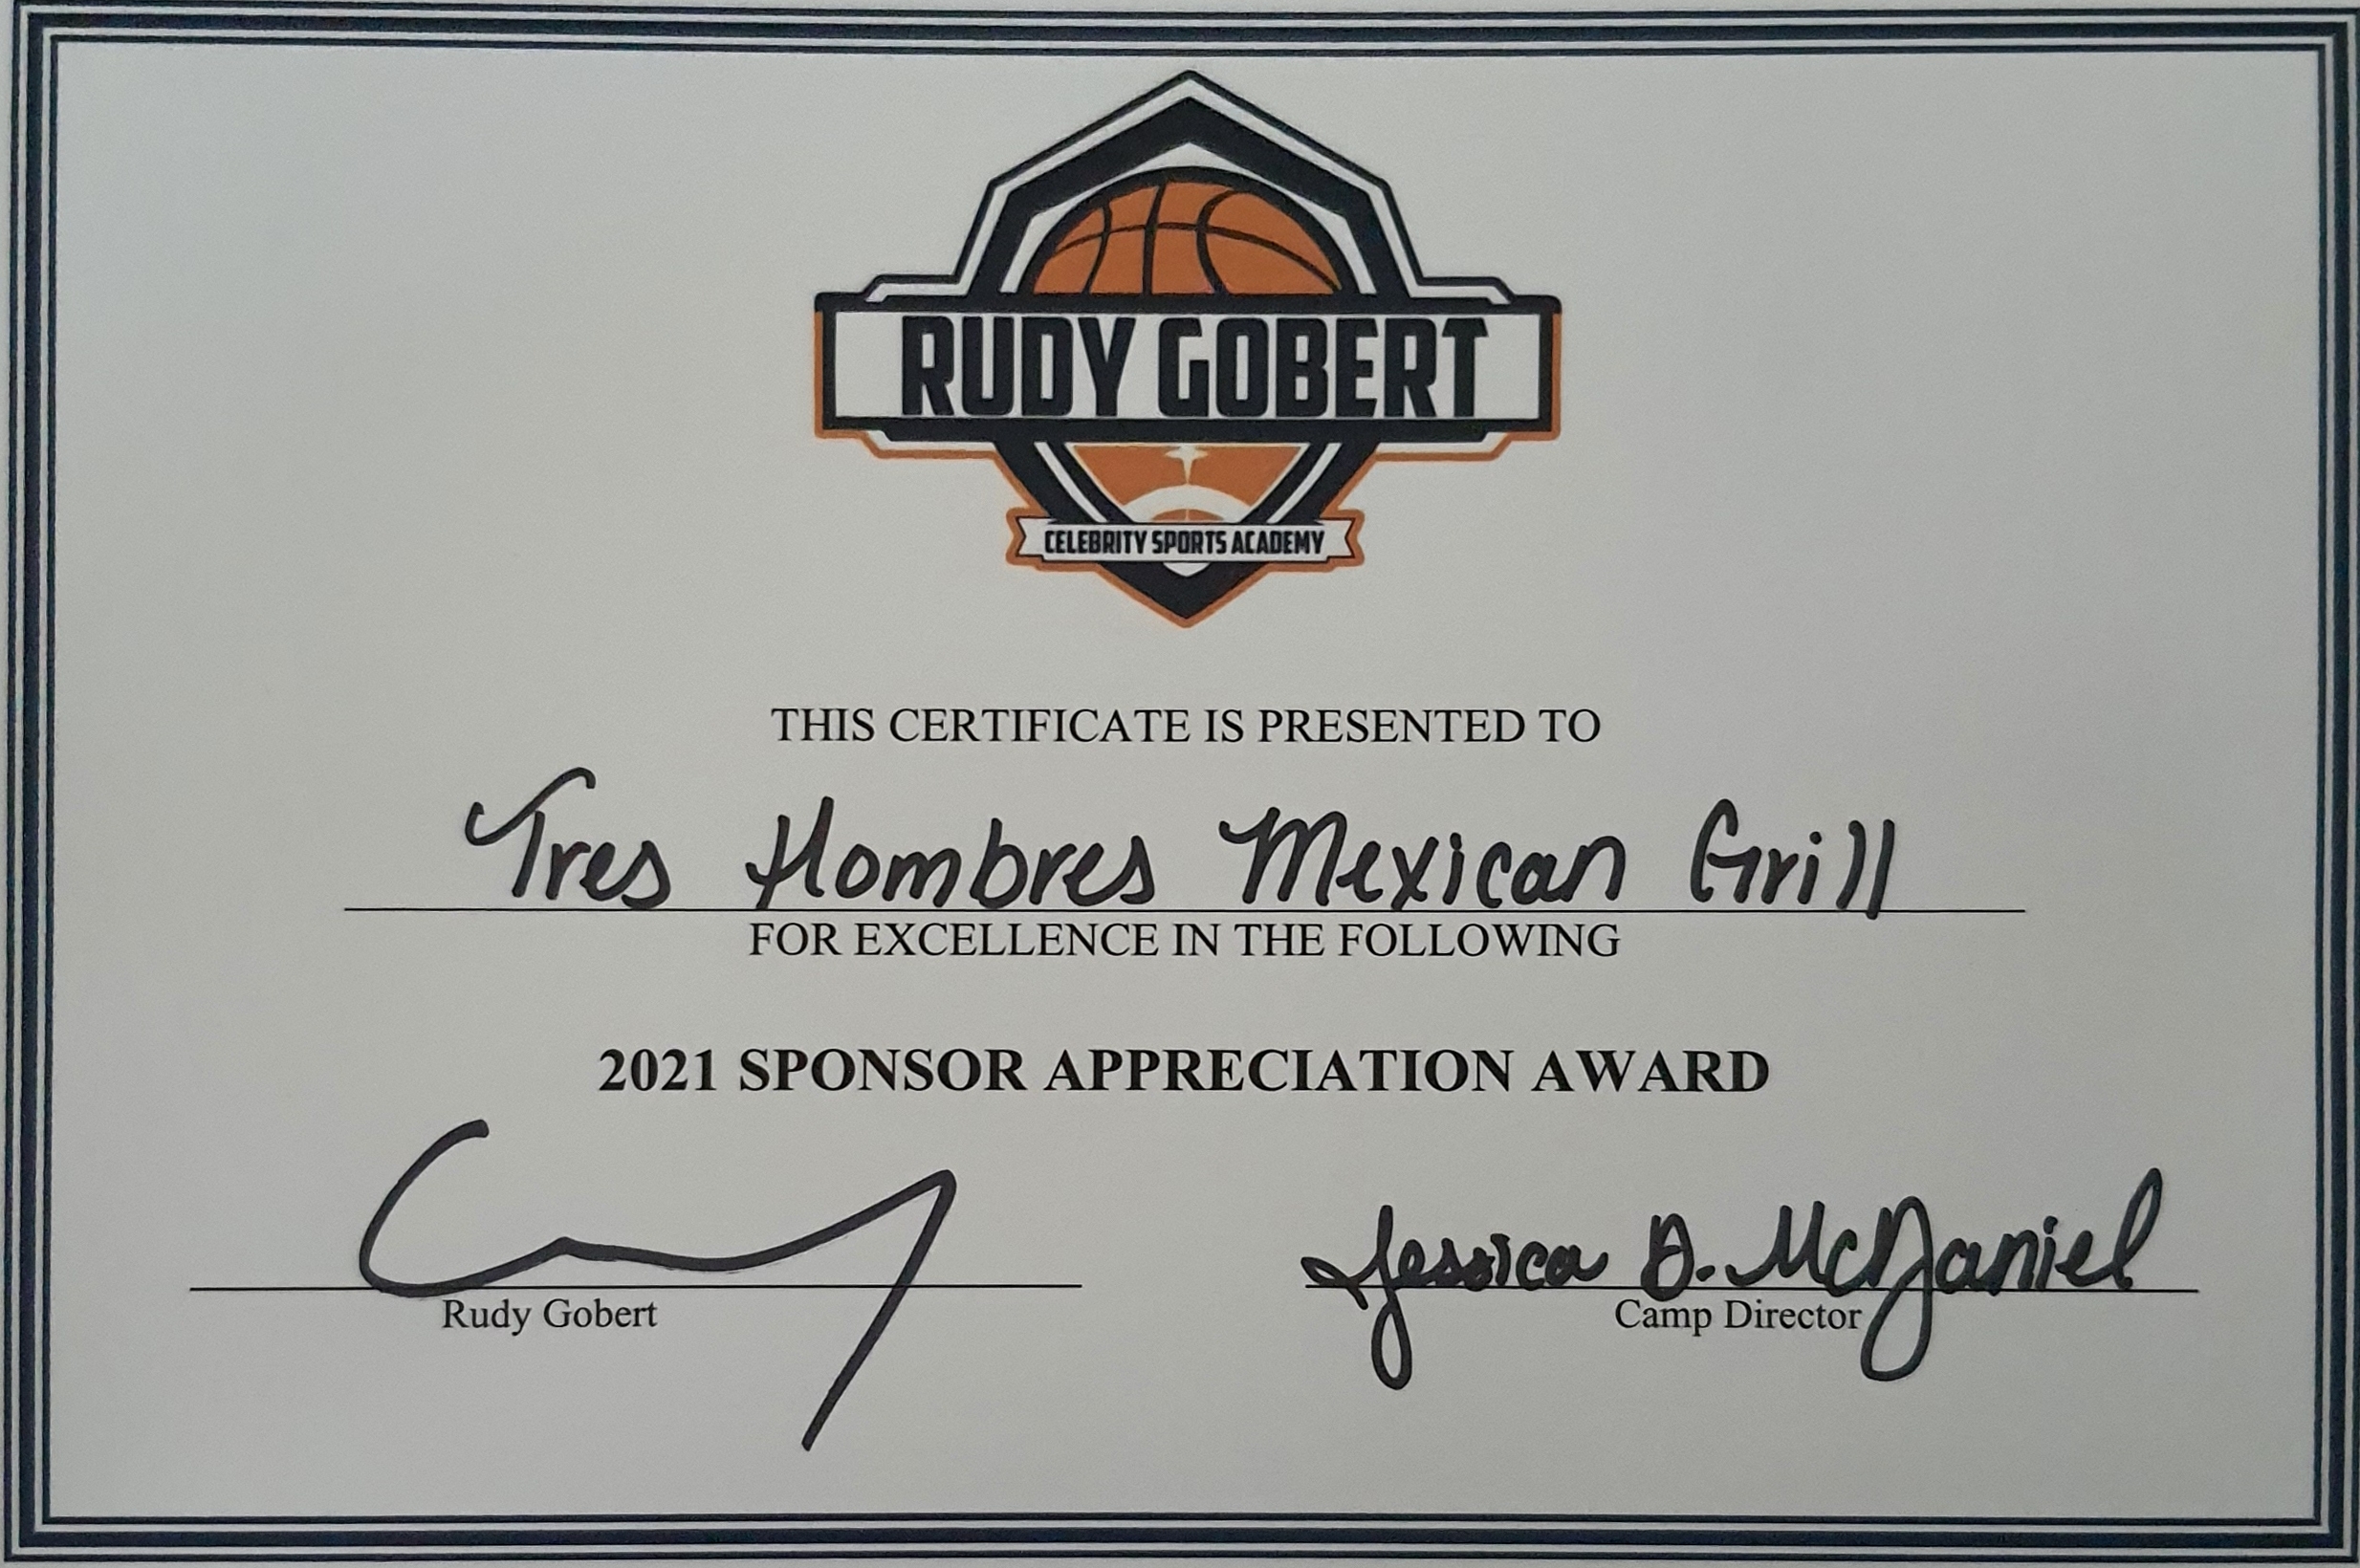 RUDY GOBERT
CELEBRITY SPORTS ACADEMY
THIS CERTIFICATE IS PRESENTED TO
Tres Hombres Mexican Grill
FOR EXCELLENCE IN THE FOLLOWING
2021 SPONSOR APPRECIATION AWARD
Jessica D. McDaniel
Rudy Gobert
Camp Director